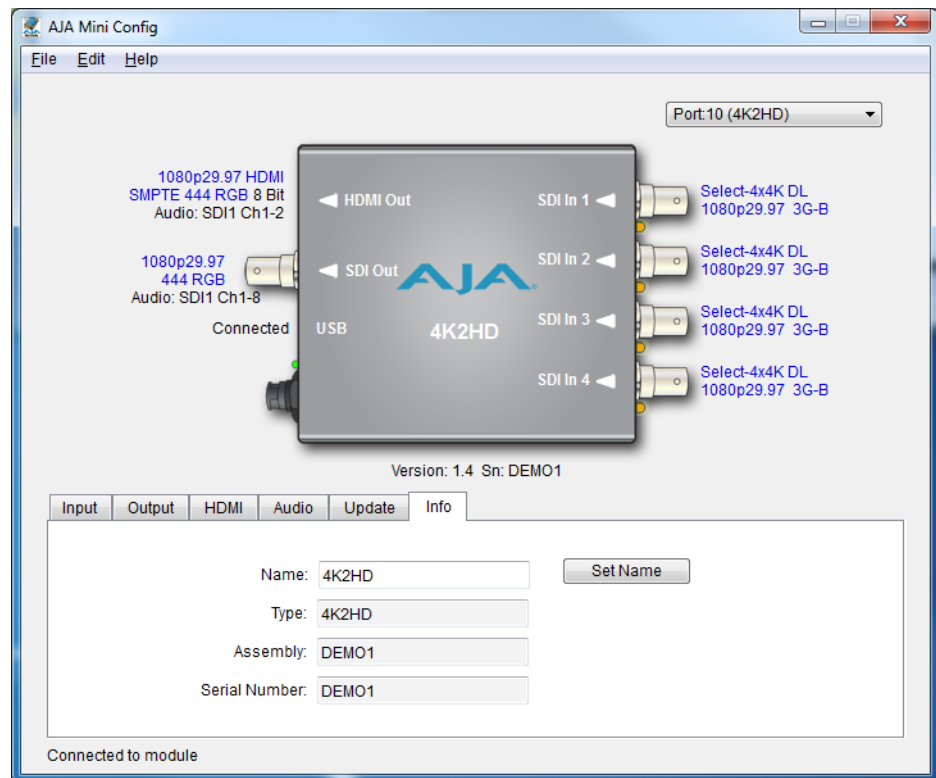 AJA Mini Config
File Edit Help
Port:10 (4K2HD)
1080p29.97 HDMI
SMPTE 444 RGB 8 Bit
Audio: SDI1 Ch1-2
HDMI Out
SDI In 1
Select-4x4K DL
1080p29.97 3G-B
1080p29.97
444 RGB
Audio: SDI1 Ch1-8
SDI Out
AJA.
SDI In 2
Select-4x4K DL
1080p29.97 3G-B
Connected
USB
4K2HD
SDI In 3
Select-4x4K DL
1080p29.97 3G-B
SDI In 4
Select-4x4K DL
1080p29.97 3G-B
Version: 1.4 Sn: DEMO1
Input Output HDMI Audio Update Info
Name: 4K2HD Set Name
Type: 4K2HD
Assembly: DEMO1
Serial Number: DEMO1
Connected to module